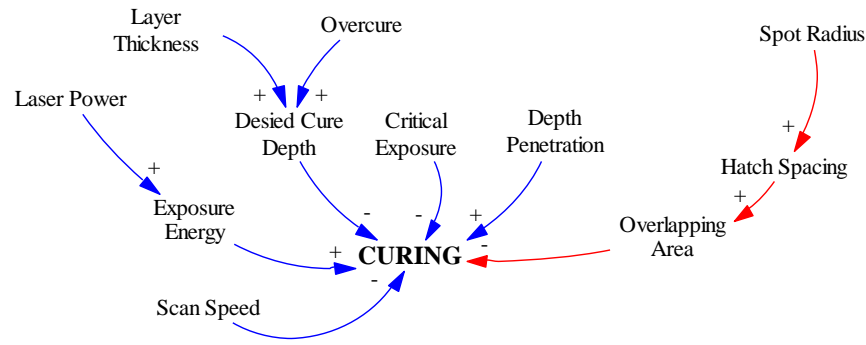 Layer
Thickness
Overcure
Spot Radius
Laser Power
+
+
Desied Cure
Depth
Critical
Exposure
Depth
Penetration
+
Hatch Spacing
+
+
Exposure
Energy
-
-
+
Overlapping
Area
+
CURING
-
-
Scan Speed